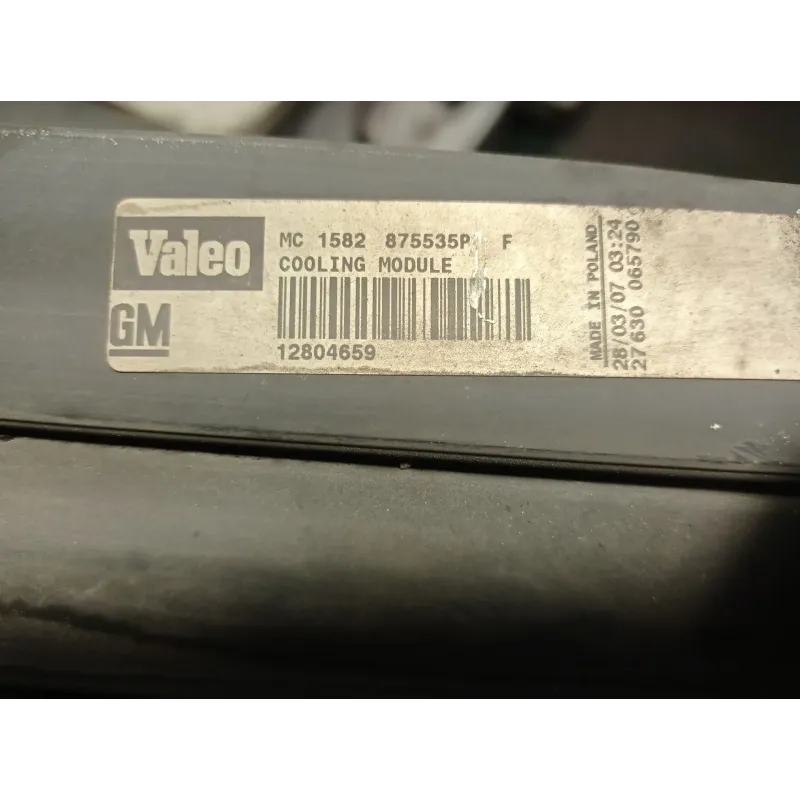 Valeo
GM
MC 1582 875535P F
COOLING MODULE
12804659
MADE IN POLAND
28/03/07 03:24
27630 065790